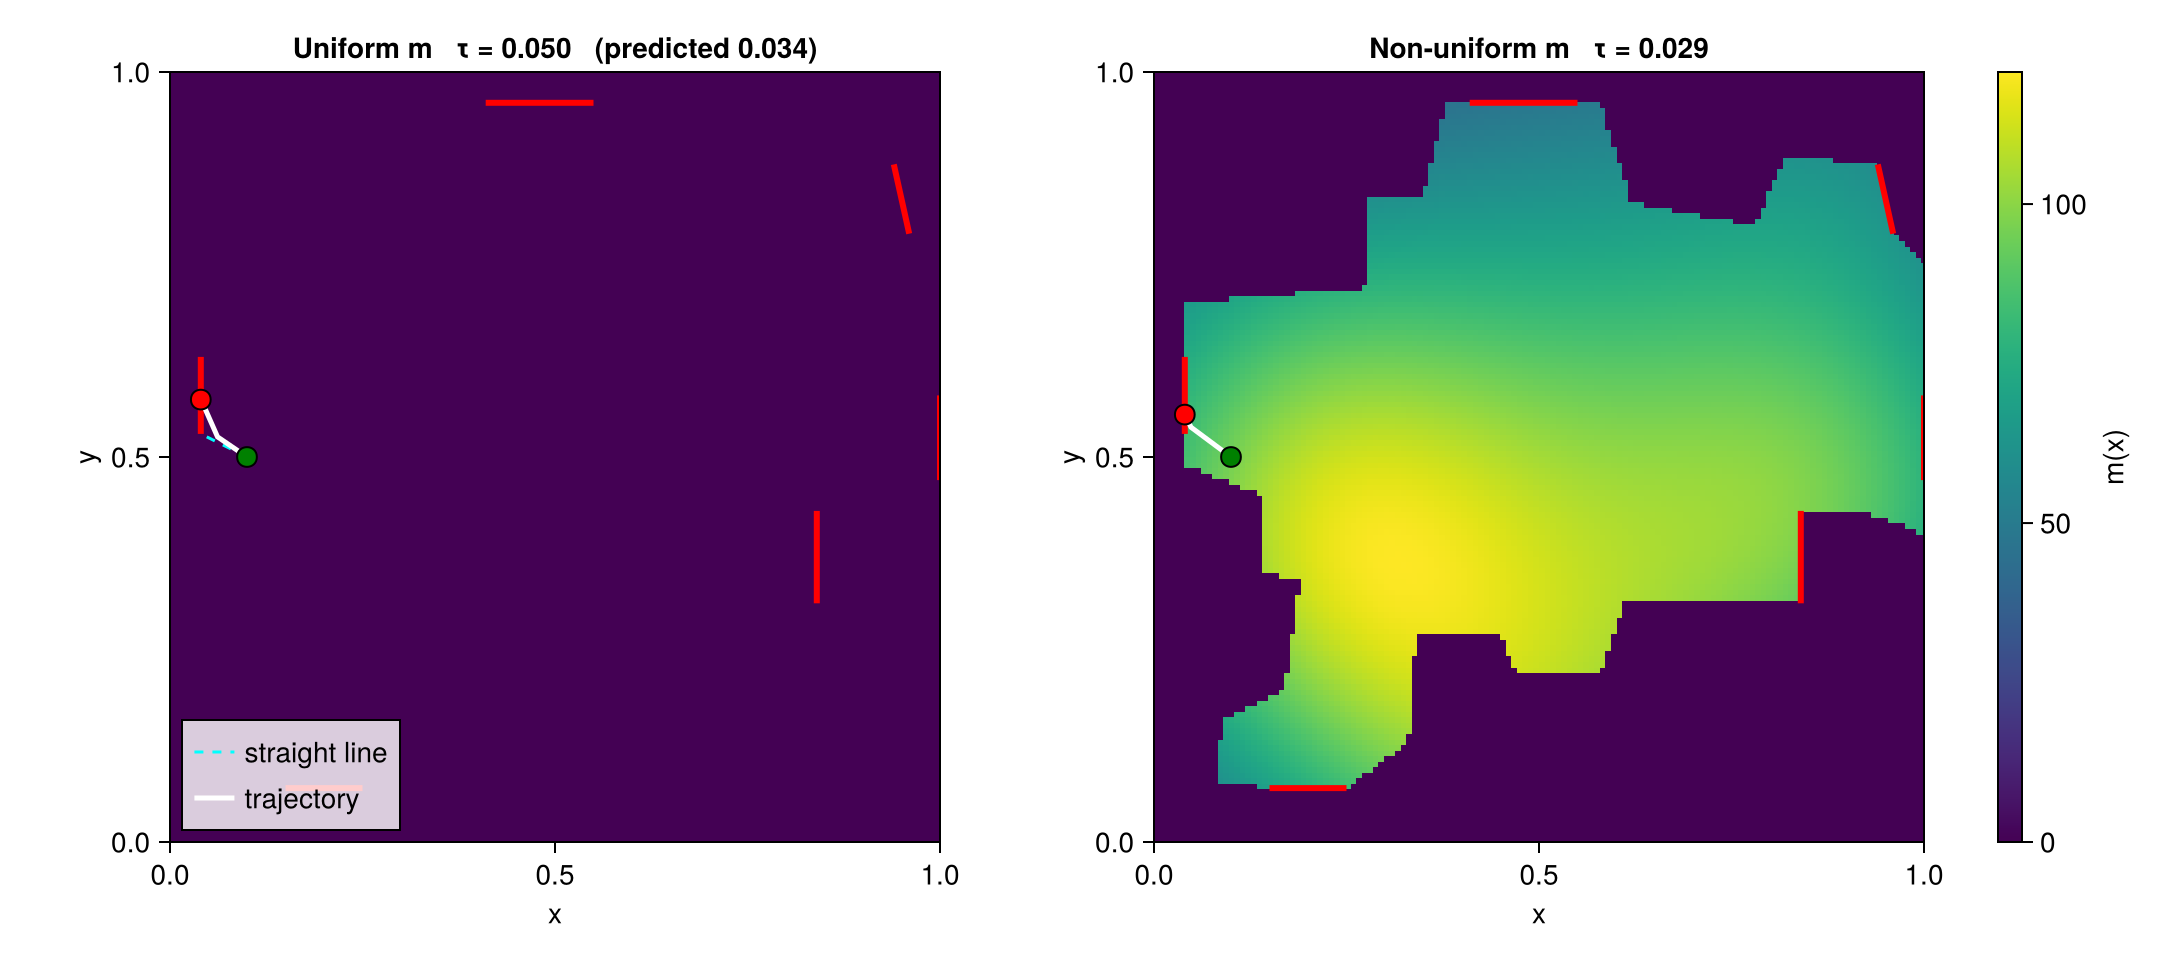 Uniform m τ = 0.050 (predicted 0.034)
1.0
0.5
0.0
y
straight line
trajectory
0.0 0.5 1.0
x
Non-uniform m τ = 0.029
1.0
0.5
0.0
y
0.0 0.5 1.0
x
100
50
0
m(x)